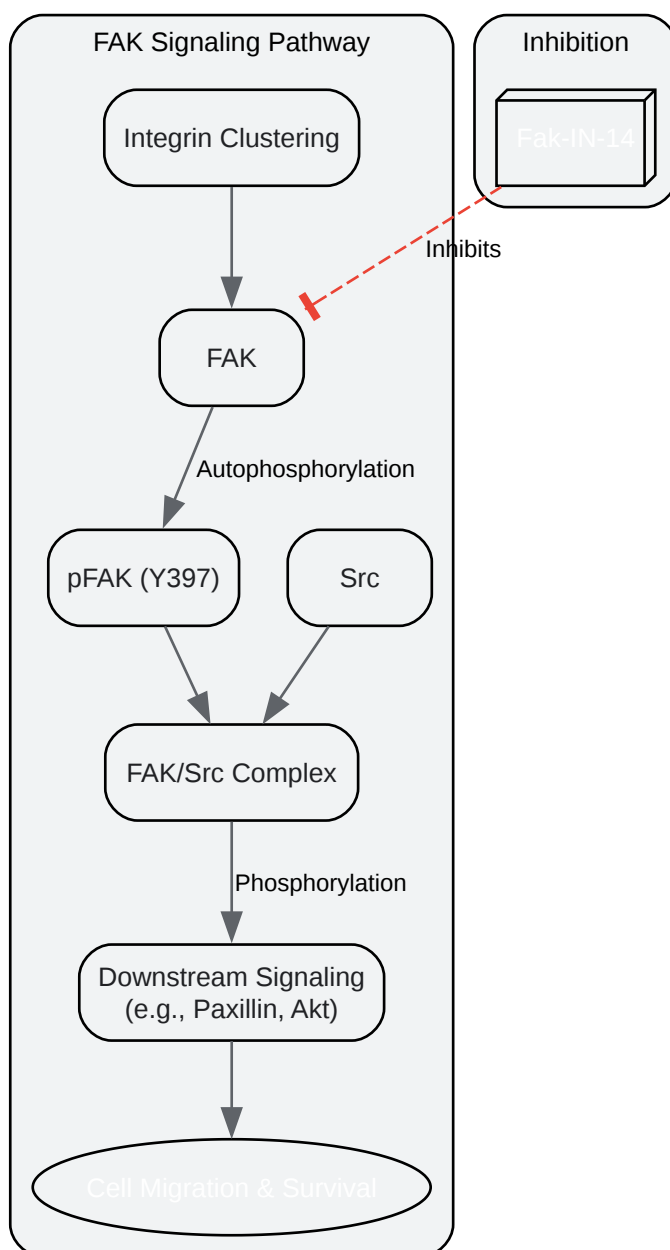 FAK Signaling Pathway
Inhibition
Integrin Clustering
Fak-IN-14
Inhibits
FAK
Autophosphorylation
pFAK (Y397)
Src
FAK/Src Complex
Phosphorylation
Downstream Signaling
(e.g., Paxillin, Akt)
Cell Migration & Survival